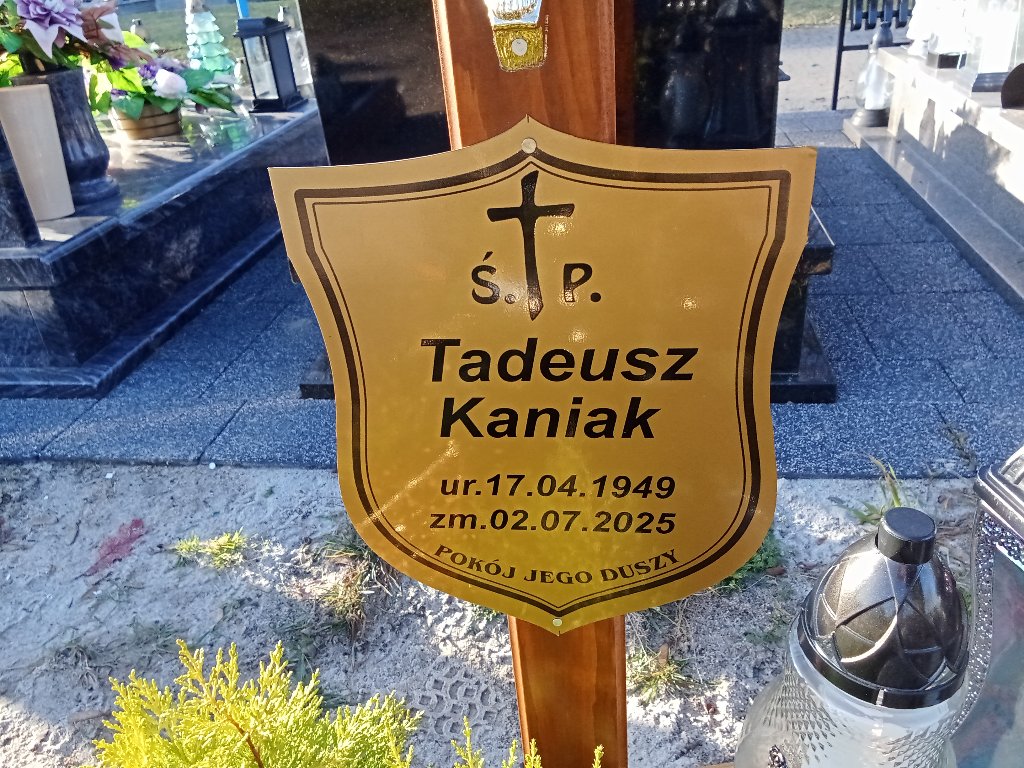 Ś. P.
Tadeusz
Kaniak
ur.17.04.1949
zm.02.07.2025
POKÓJ JEGO DUSZY